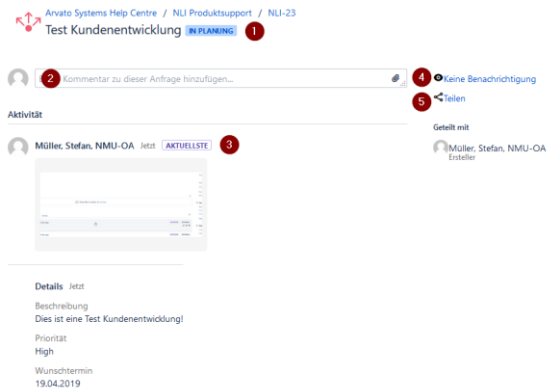 Arvato Systems Help Centre / NLI Produktsupport / NLI-23
Test Kundenentwicklung IN PLANUNG 1
2 Kommentar zu dieser Anfrage hinzufügen...
4 Keine Benachrichtigung
5 Teilen
Aktivität
Geteilt mit
Müller, Stefan, NMU-OA Jetzt AKTUELLSTE 3
Müller, Stefan, NMU-OA
Ersteller
Details Jetzt
Beschreibung
Dies ist eine Test Kundenentwicklung!
Priorität
High
Wunschtermin
19.04.2019